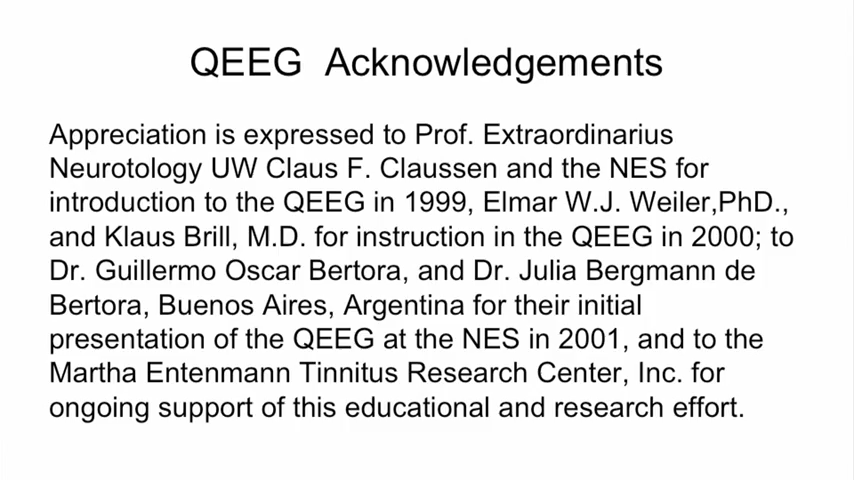 QEEG Acknowledgements
Appreciation is expressed to Prof. Extraordinarius
Neurotology UW Claus F. Claussen and the NES for
introduction to the QEEG in 1999, Elmar W.J. Weiler,PhD.,
and Klaus Brill, M.D. for instruction in the QEEG in 2000; to
Dr. Guillermo Oscar Bertora, and Dr. Julia Bergmann de
Bertora, Buenos Aires, Argentina for their initial
presentation of the QEEG at the NES in 2001, and to the
Martha Entenmann Tinnitus Research Center, Inc. for
ongoing support of this educational and research effort.